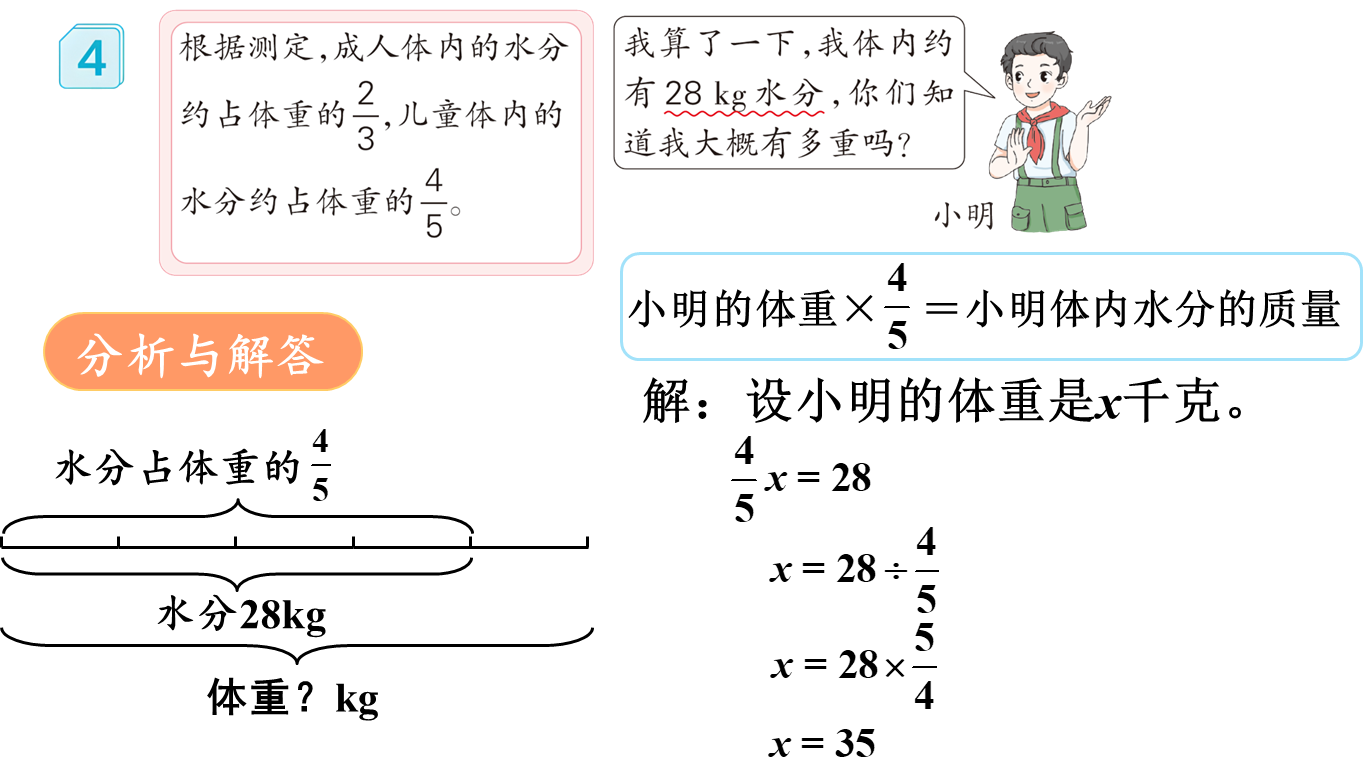 4
根据测定,成人体内的水分
约占体重的2/3,儿童体内的
水分约占体重的4/5。
我算了一下,我体内约
有28 kg水分,你们知
道我大概有多重吗?
小明
小明的体重×4/5=小明体内水分的质量
分析与解答
水分占体重的4/5
水分28kg
体重?kg
解:设小明的体重是x千克。
4/5 x = 28
x = 28÷4/5
x = 28×5/4
x = 35